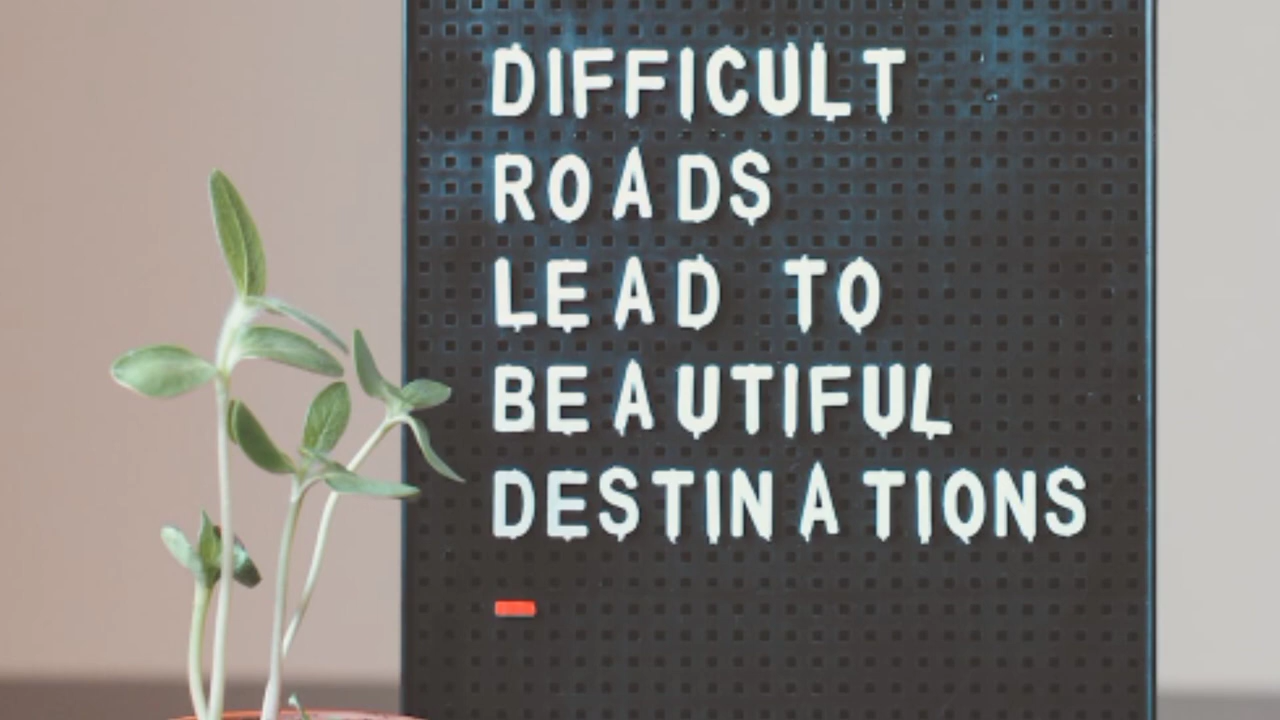 DIFFICULT
ROADS
LEAD TO
BEAUTIFUL
DESTINATIONS